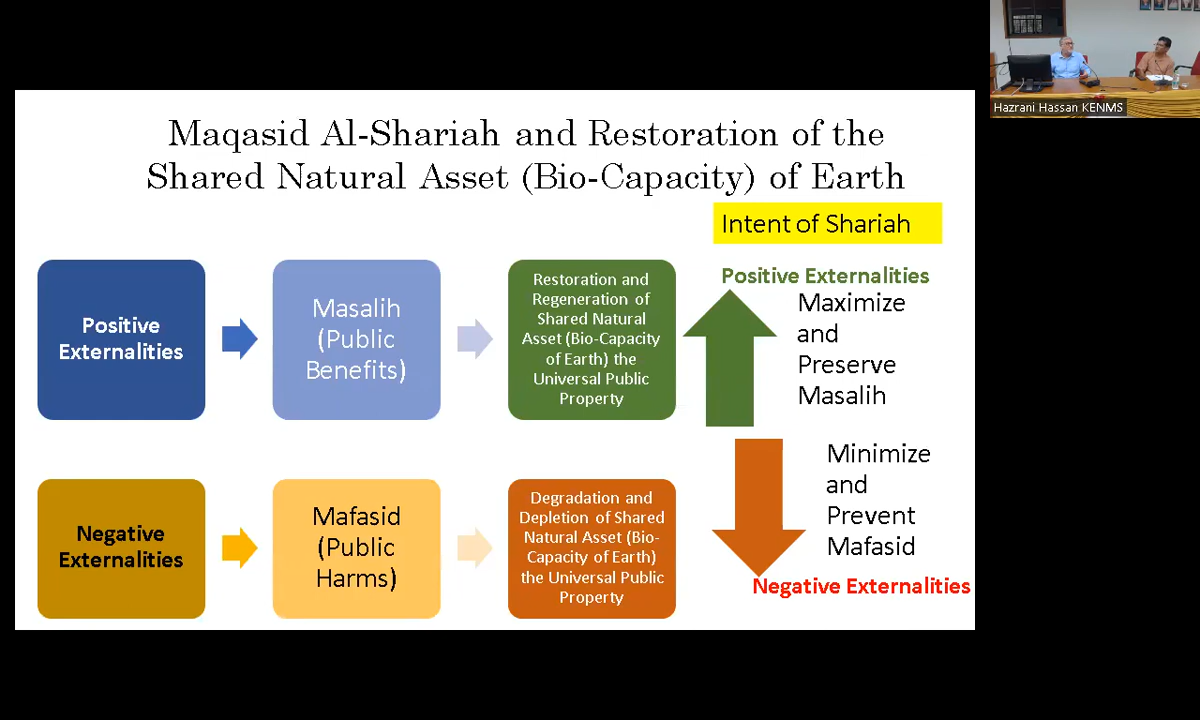 Maqasid Al-Shariah and Restoration of the
Shared Natural Asset (Bio-Capacity) of Earth
Intent of Shariah
Positive
Externalities
Masalih
(Public
Benefits)
Restoration and
Regeneration of
Shared Natural
Asset (Bio-Capacity
of Earth) the
Universal Public
Property
Positive Externalities
Maximize
and
Preserve
Masalih
Negative
Externalities
Mafasid
(Public
Harms)
Degradation and
Depletion of Shared
Natural Asset (Bio-
Capacity of Earth)
the Universal Public
Property
Minimize
and
Prevent
Mafasid
Negative Externalities
Hazrani Hassan KENMS